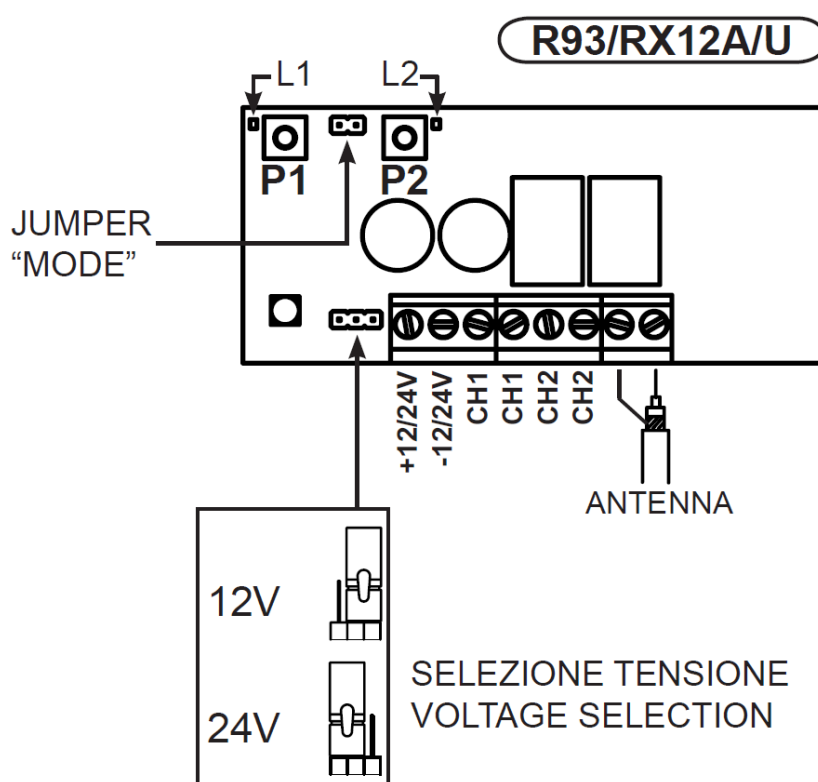 R93/RX12A/U
L1
L2
P1
P2
JUMPER
“MODE”
+12/24V
-12/24V
CH1
CH1
CH2
CH2
ANTENNA
12V
24V
SELEZIONE TENSIONE
VOLTAGE SELECTION